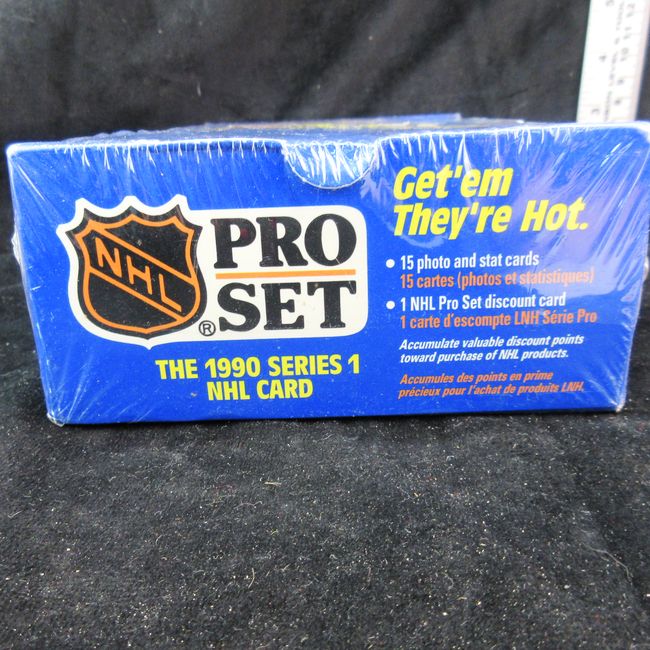 NHL
PRO
SET
®
THE 1990 SERIES 1
NHL CARD
Get'em
They're Hot.
• 15 photo and stat cards
15 cartes (photos et statistiques)
• 1 NHL Pro Set discount card
1 carte d'escompte LNH Série Pro
Accumulate valuable discount points
toward purchase of NHL products.
Accumules des points en prime
précieux pour l'achat de produits LNH.